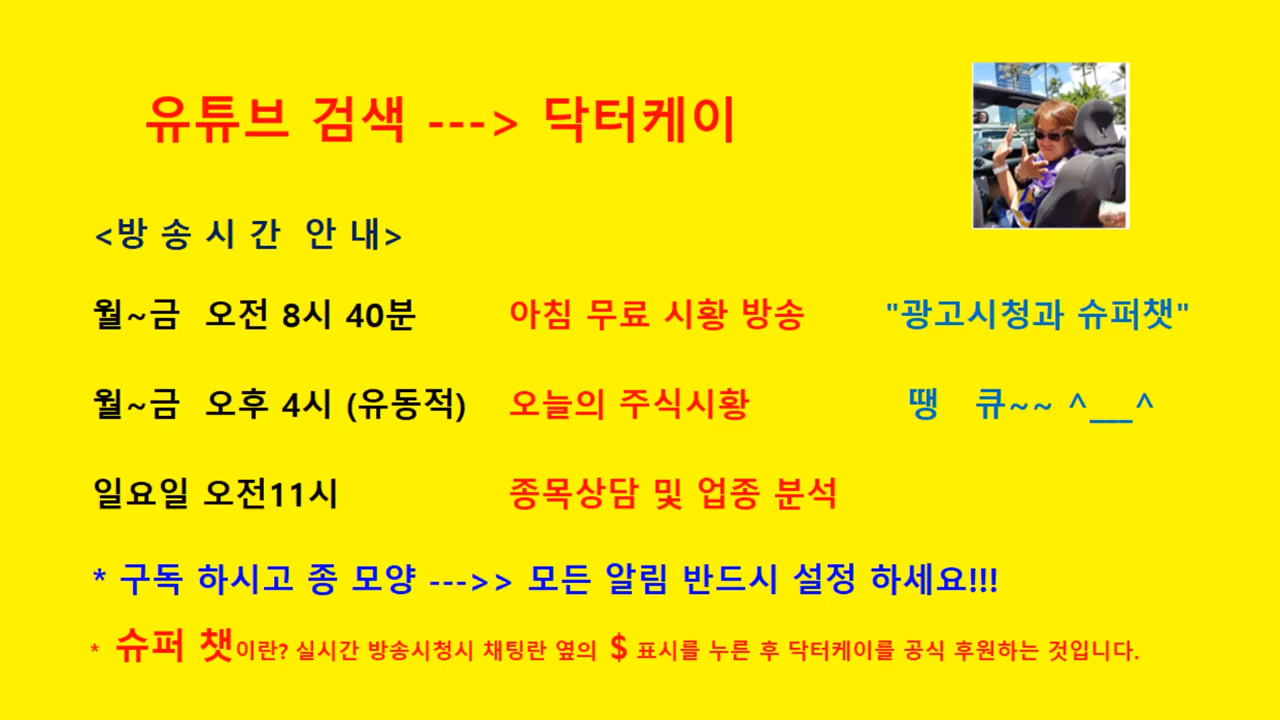 유튜브 검색 ---> 닥터케이
<방 송 시 간 안 내>
월~금 오전 8시 40분 아침 무료 시황 방송 "광고시청과 슈퍼챗"
월~금 오후 4시 (유동적) 오늘의 주식시황 땡 큐~~ ^___^
일요일 오전11시 종목상담 및 업종 분석
* 구독 하시고 종 모양 --->> 모든 알림 반드시 설정 하세요!!!
* 슈퍼 챗이란? 실시간 방송시청시 채팅란 옆의 $ 표시를 누른 후 닥터케이를 공식 후원하는 것입니다.